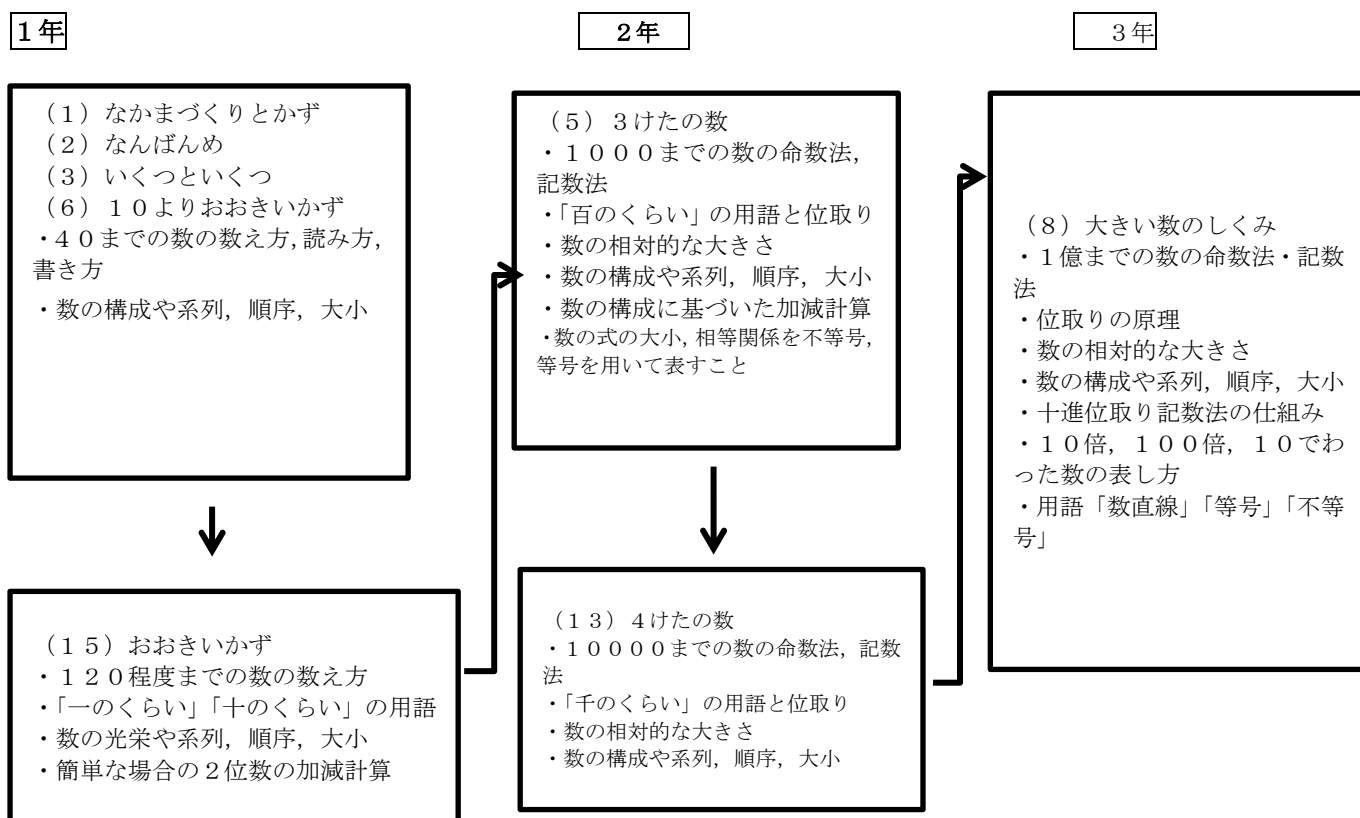 １年
２年
３年
（１）なかまづくりとかず
（２）なんばんめ
（３）いくつといくつ
（６）１０よりおおきいかず
・４０までの数の数え方，読み方，
書き方
・数の構成や系列，順序，大小
（１５）おおきいかず
・１２０程度までの数の数え方
・「一のくらい」「十のくらい」の用語
・数の光栄や系列，順序，大小
・簡単な場合の２位数の加減計算
（５）３けたの数
・１０００までの数の命数法，
記数法
・「百のくらい」の用語と位取り
・数の相対的な大きさ
・数の構成や系列，順序，大小
・数の構成に基づいた加減計算
・数の式の大小，相等関係を不等号，
等号を用いて表すこと
（１３）４けたの数
・１００００までの数の命数法，記数
法
・「千のくらい」の用語と位取り
・数の相対的な大きさ
・数の構成や系列，順序，大小
（８）大きい数のしくみ
・１億までの数の命数法・記数
法
・位取りの原理
・数の相対的な大きさ
・数の構成や系列，順序，大小
・十進位取り記数法の仕組み
・１０倍，１００倍，１０でわ
った数の表し方
・用語「数直線」「等号」「不等
号」